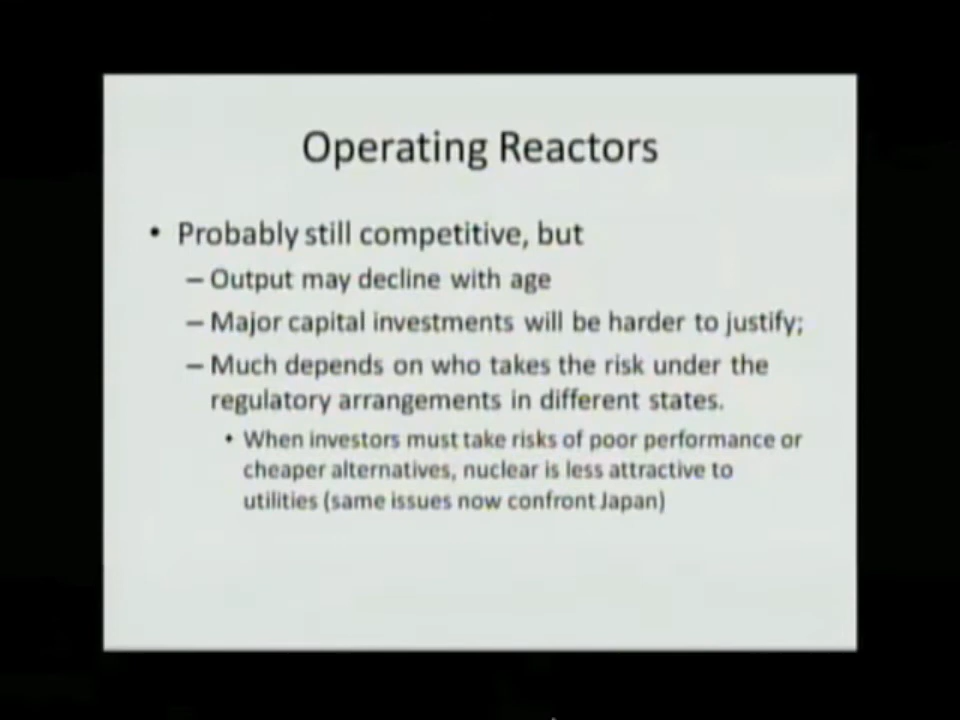 Operating Reactors
• Probably still competitive, but
– Output may decline with age
– Major capital investments will be harder to justify;
– Much depends on who takes the risk under the
regulatory arrangements in different states.
• When investors must take risks of poor performance or
cheaper alternatives, nuclear is less attractive to
utilities (same issues now confront Japan)